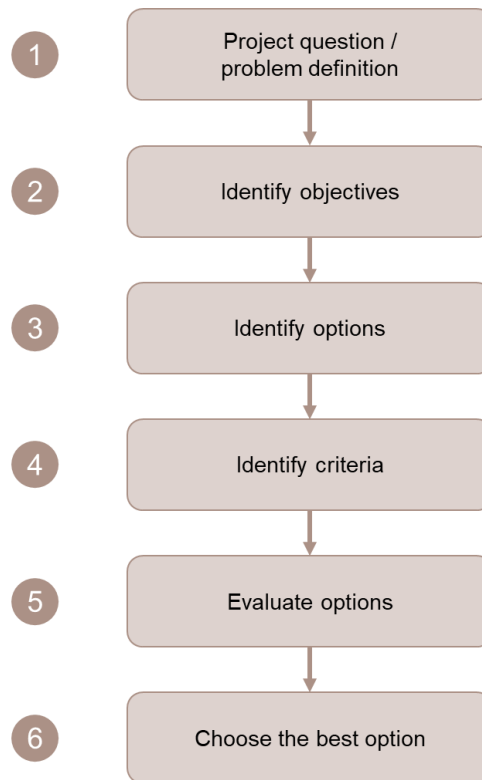 1
Project question /
problem definition
2
Identify objectives
3
Identify options
4
Identify criteria
5
Evaluate options
6
Choose the best option